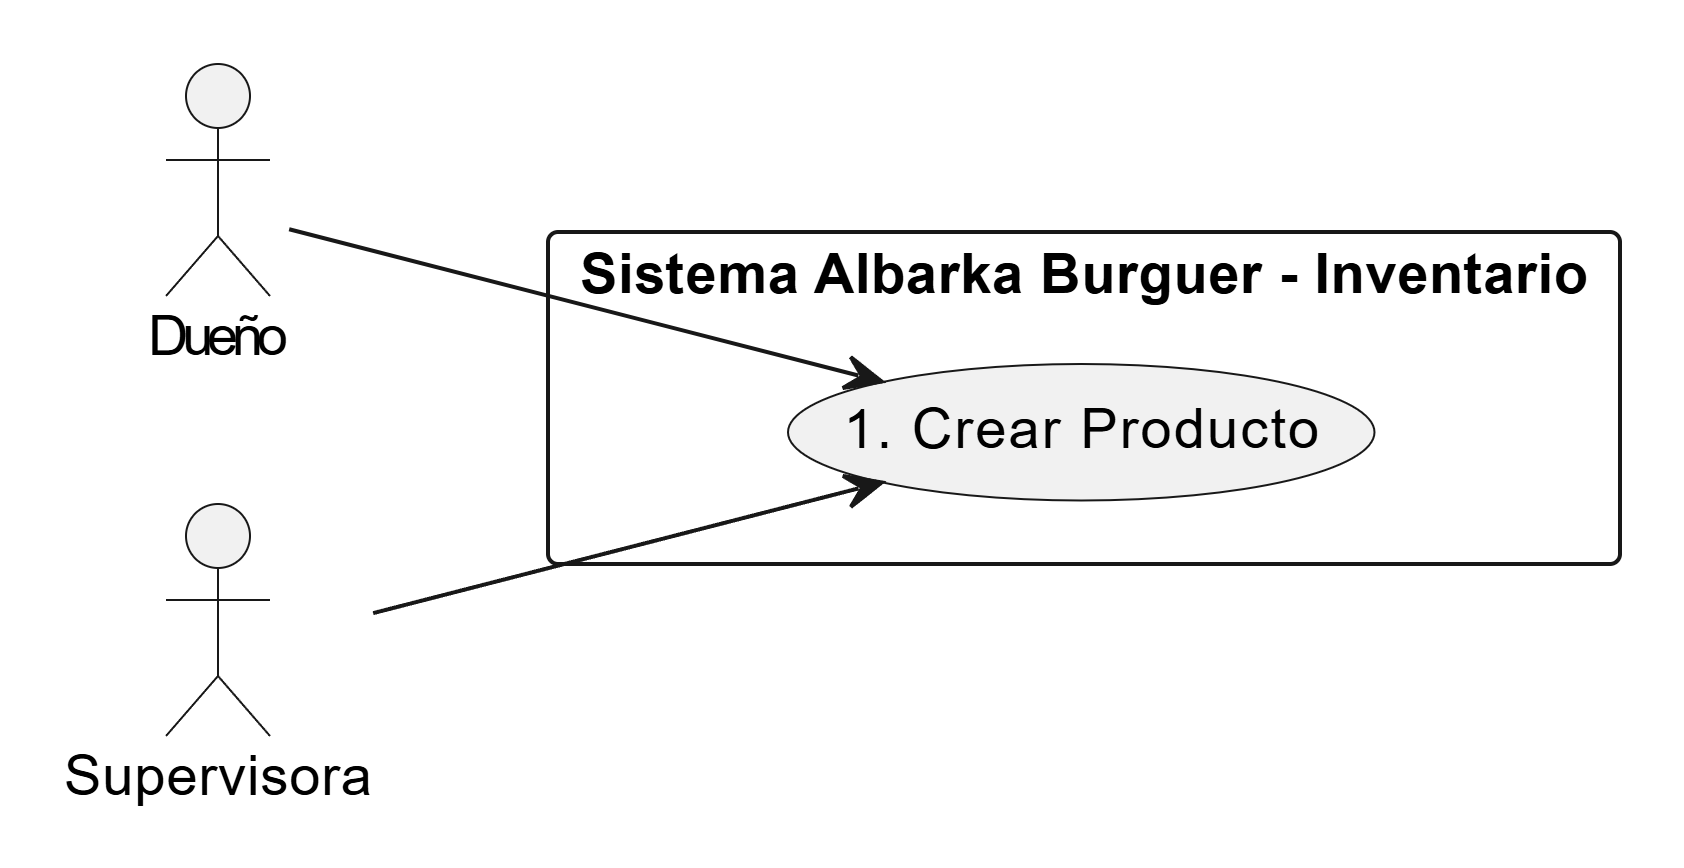 Dueño
Sistema Albarka Burguer - Inventario
1. Crear Producto
Supervisora